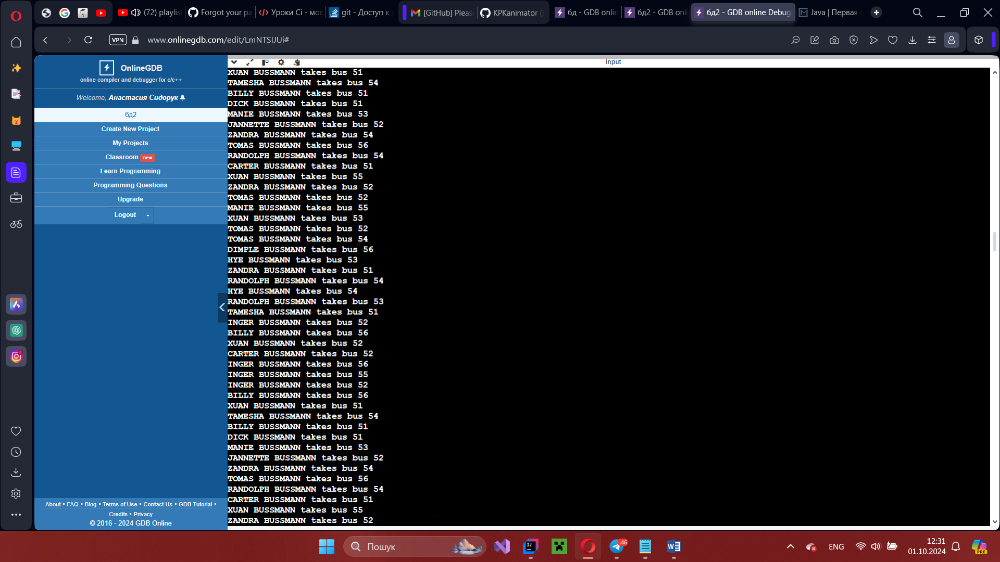 (72) playlis
Forgot your pa
Уроки Сі - мо
git - Доступ к
[GitHub] Pleas
KPKanimator (
бд - GDB onlin
бд2 - GDB onl
бд2 - GDB online Debug
Java | Первая
VPN
www.onlinegdb.com/edit/LmNTSIJUi#
OnlineGDB
online compiler and debugger for c/c++
Welcome, Анастасия Сидорук
бд2
Create New Project
My Projects
Classroom new
Learn Programming
Programming Questions
Upgrade
Logout
About • FAQ • Blog • Terms of Use • Contact Us • GDB Tutorial •
Credits • Privacy
© 2016 - 2024 GDB Online
input
XUAN BUSSMANN takes bus 51
TAMESHA BUSSMANN takes bus 54
BILLY BUSSMANN takes bus 51
DICK BUSSMANN takes bus 51
MANIE BUSSMANN takes bus 53
JANNETTE BUSSMANN takes bus 52
ZANDRA BUSSMANN takes bus 54
TOMAS BUSSMANN takes bus 56
RANDOLPH BUSSMANN takes bus 54
CARTER BUSSMANN takes bus 51
XUAN BUSSMANN takes bus 55
ZANDRA BUSSMANN takes bus 52
TOMAS BUSSMANN takes bus 52
MANIE BUSSMANN takes bus 55
XUAN BUSSMANN takes bus 53
TOMAS BUSSMANN takes bus 52
TOMAS BUSSMANN takes bus 54
DIMPLE BUSSMANN takes bus 56
HYE BUSSMANN takes bus 53
ZANDRA BUSSMANN takes bus 51
RANDOLPH BUSSMANN takes bus 54
HYE BUSSMANN takes bus 54
RANDOLPH BUSSMANN takes bus 53
TAMESHA BUSSMANN takes bus 51
INGER BUSSMANN takes bus 52
BILLY BUSSMANN takes bus 56
XUAN BUSSMANN takes bus 52
CARTER BUSSMANN takes bus 52
INGER BUSSMANN takes bus 56
INGER BUSSMANN takes bus 55
INGER BUSSMANN takes bus 52
BILLY BUSSMANN takes bus 56
XUAN BUSSMANN takes bus 51
TAMESHA BUSSMANN takes bus 54
BILLY BUSSMANN takes bus 51
DICK BUSSMANN takes bus 51
MANIE BUSSMANN takes bus 53
JANNETTE BUSSMANN takes bus 52
ZANDRA BUSSMANN takes bus 54
TOMAS BUSSMANN takes bus 56
RANDOLPH BUSSMANN takes bus 54
CARTER BUSSMANN takes bus 51
XUAN BUSSMANN takes bus 55
ZANDRA BUSSMANN takes bus 52
Пошук
46
ENG
12:31
01.10.2024
PRE